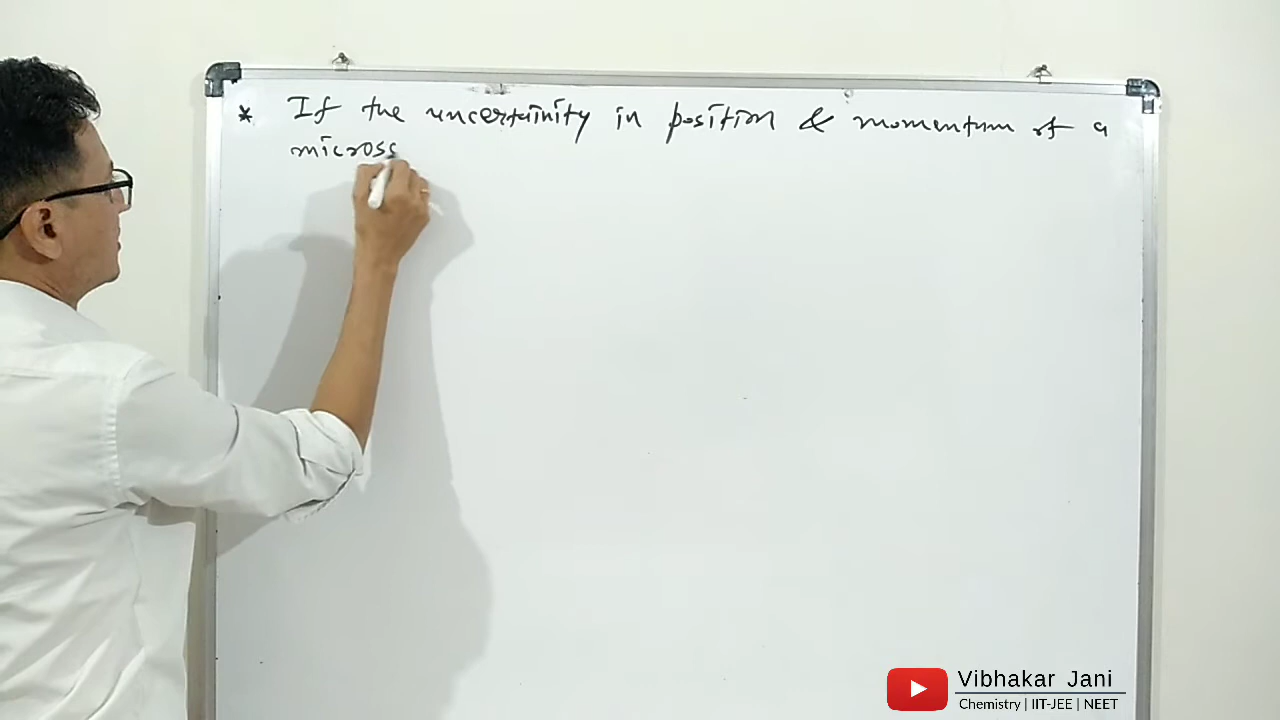 * If the uncertainity in position & momentum of a
microsc
Vibhakar Jani
Chemistry | IIT-JEE | NEET